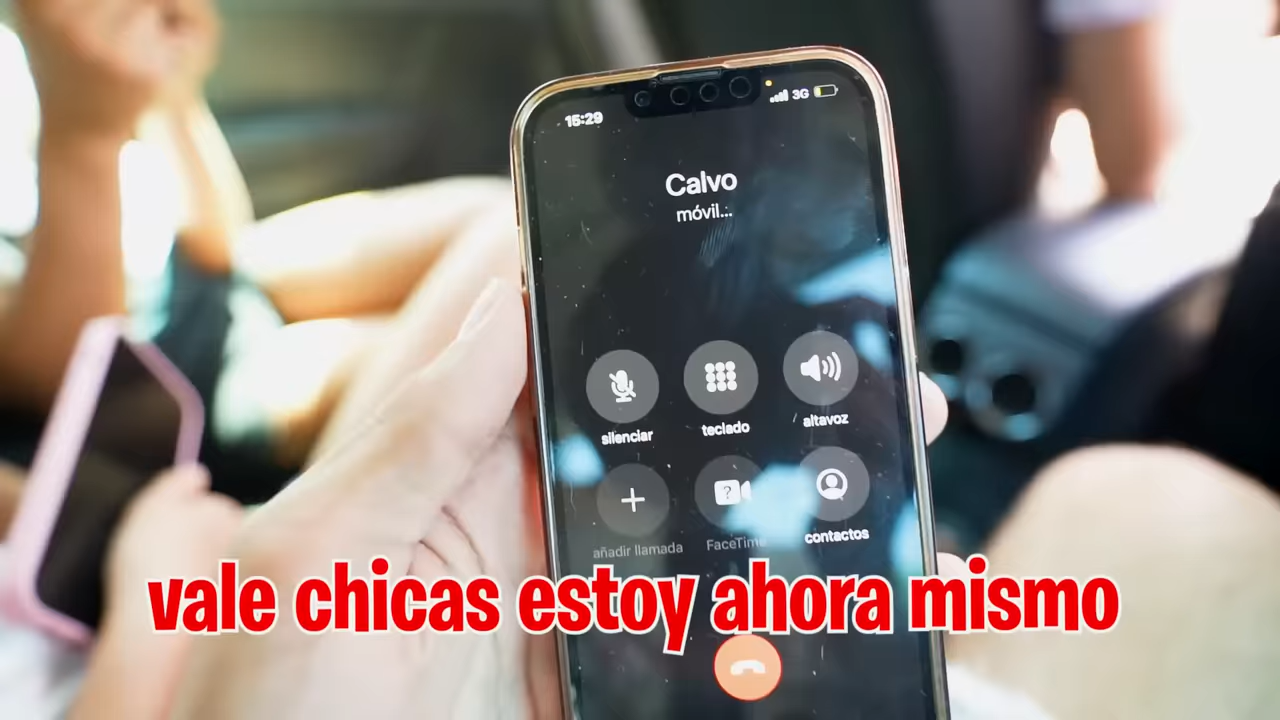 15:29
3G
Calvo
móvil...
silenciar
teclado
altavoz
añadir llamada
FaceTime
contactos
vale chicas estoy ahora mismo